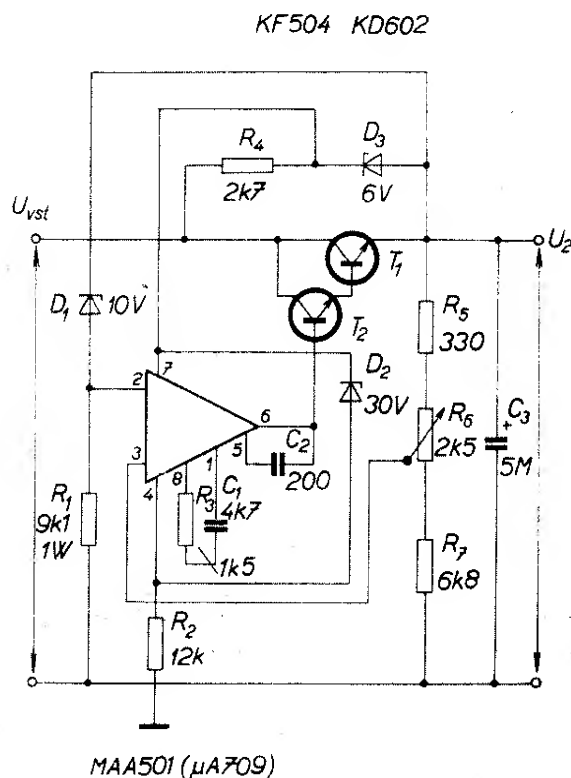 KF504 KD602
R4
2k7
D3
6V
Uvst
U2
T1
D1 10V
T2
R5
330
7
D2
30V
2
6
R6
2k5
C3
+
5M
3
5
C2
200
1
4
8
R3
C1
4k7
R1
9k1
1W
1k5
R7
6k8
R2
12k
MAA501 (μA709)